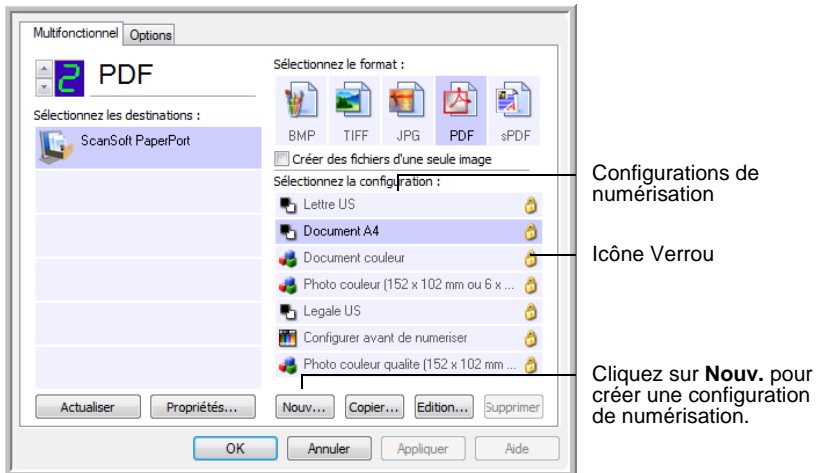 Multifonctionnel Options
2 PDF
Sélectionnez les destinations :
ScanSoft PaperPort
Sélectionnez le format :
BMP TIFF JPG PDF sPDF
Créer des fichiers d'une seule image
Sélectionnez la configuration :
Lettre US
Document A4
Document couleur
Photo couleur (152 x 102 mm ou 6 x ...
Legale US
Configurer avant de numeriser
Photo couleur qualite (152 x 102 mm ...
Actualiser Propriétés... Nouv... Copier... Edition... Supprimer
OK Annuler Appliquer Aide
Configurations de
numérisation
Icône Verrou
Cliquez sur Nouv. pour
créer une configuration
de numérisation.